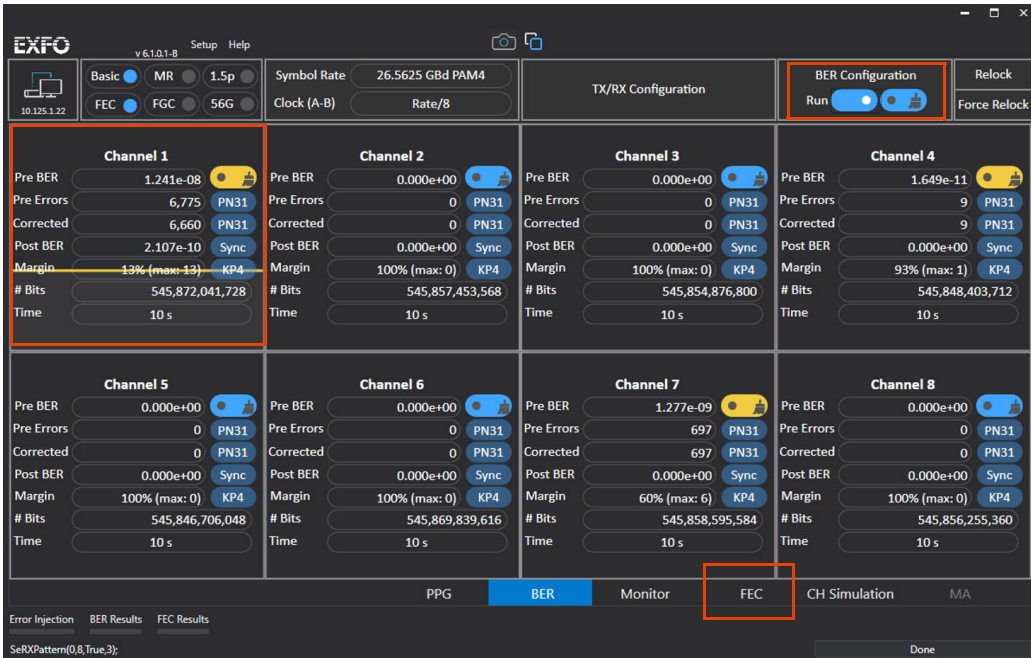 EXFO
v 6.1.0.1-B
Setup Help
10.125.1.22
Basic MR 1.5p
FEC FGC 56G
Symbol Rate 26.5625 GBd PAM4
Clock (A-B) Rate/8
TX/RX Configuration
BER Configuration
Run
Relock
Force Relock
Channel 1
Pre BER 1.241e-08
Pre Errors 6,775 PN31
Corrected 6,660 PN31
Post BER 2.107e-10 Sync
Margin 13% (max: 13) KP4
# Bits 545,872,041,728
Time 10 s
Channel 2
Pre BER 0.000e+00
Pre Errors 0 PN31
Corrected 0 PN31
Post BER 0.000e+00 Sync
Margin 100% (max: 0) KP4
# Bits 545,857,453,568
Time 10 s
Channel 3
Pre BER 0.000e+00
Pre Errors 0 PN31
Corrected 0 PN31
Post BER 0.000e+00 Sync
Margin 100% (max: 0) KP4
# Bits 545,854,876,800
Time 10 s
Channel 4
Pre BER 1.649e-11
Pre Errors 9 PN31
Corrected 9 PN31
Post BER 0.000e+00 Sync
Margin 93% (max: 1) KP4
# Bits 545,848,403,712
Time 10 s
Channel 5
Pre BER 0.000e+00
Pre Errors 0 PN31
Corrected 0 PN31
Post BER 0.000e+00 Sync
Margin 100% (max: 0) KP4
# Bits 545,846,706,048
Time 10 s
Channel 6
Pre BER 0.000e+00
Pre Errors 0 PN31
Corrected 0 PN31
Post BER 0.000e+00 Sync
Margin 100% (max: 0) KP4
# Bits 545,869,839,616
Time 10 s
Channel 7
Pre BER 1.277e-09
Pre Errors 697 PN31
Corrected 697 PN31
Post BER 0.000e+00 Sync
Margin 60% (max: 6) KP4
# Bits 545,858,595,584
Time 10 s
Channel 8
Pre BER 0.000e+00
Pre Errors 0 PN31
Corrected 0 PN31
Post BER 0.000e+00 Sync
Margin 100% (max: 0) KP4
# Bits 545,856,255,360
Time 10 s
PPG BER Monitor FEC CH Simulation MA
Error Injection BER Results FEC Results
SeRXPattern(0,8,True,3);
Done